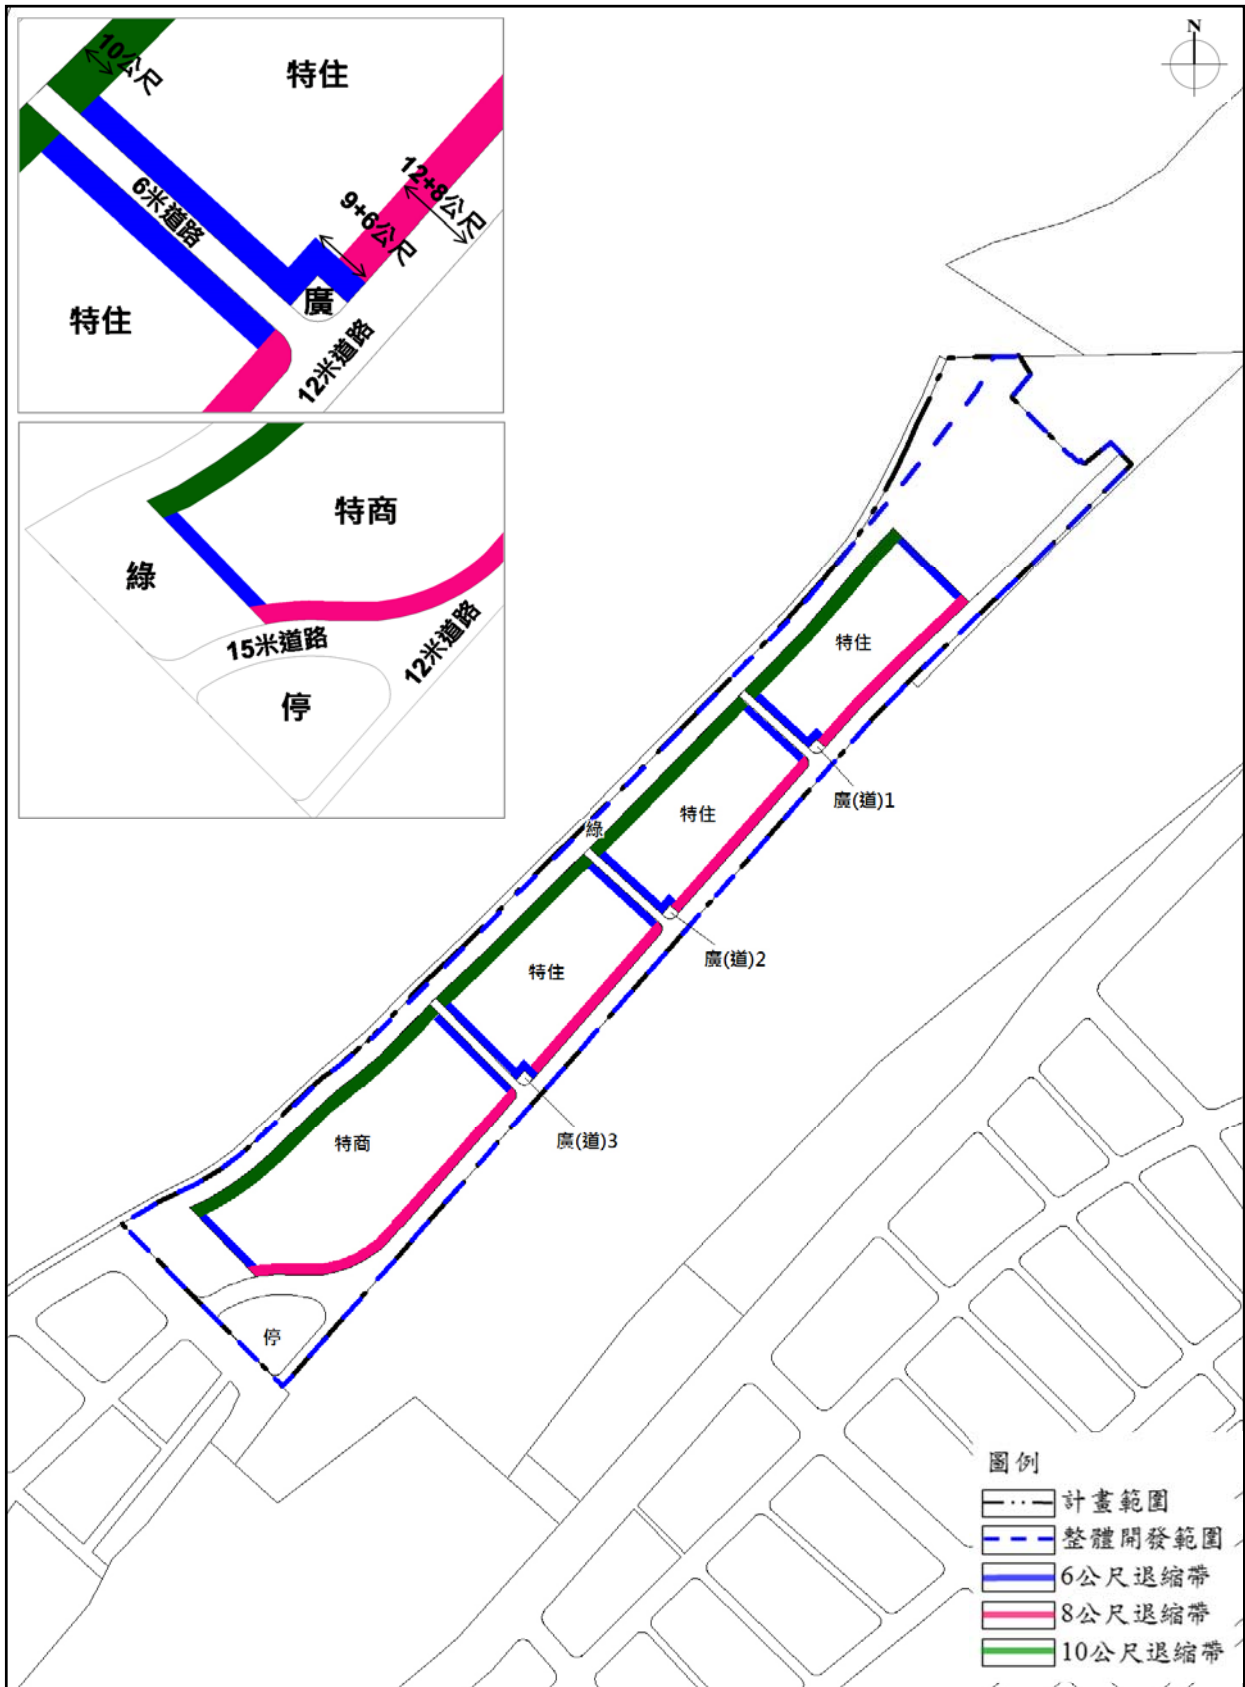 N
10公尺
特住
12+8公尺
9+6公尺
6米道路
特住
廣
12米道路
特商
綠
15米道路
12米道路
停
特住
廣(道)1
特住
綠
廣(道)2
特住
廣(道)3
特商
停
圖例
計畫範圍
整體開發範圍
6公尺退縮帶
8公尺退縮帶
10公尺退縮帶